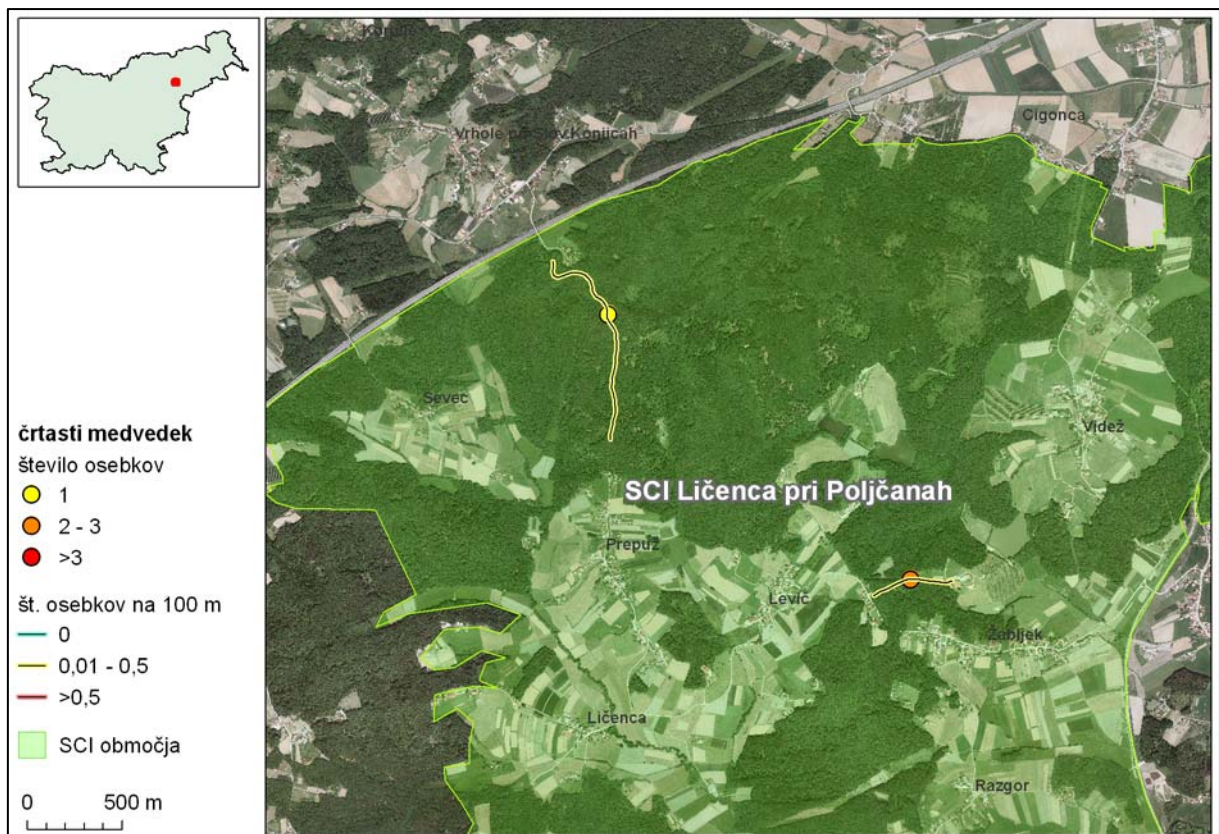 črtasti medvedek
število osebkov
1
2 - 3
>3
št. osebkov na 100 m
0
0,01 - 0,5
>0,5
SCI območja
0 500 m
Vrhole pri Slov.Konjicah
Cigonca
Sevec
Videž
SCI Ličenca pri Poljčanah
Prepuž
Levič
Žabljek
Ličenca
Razgor